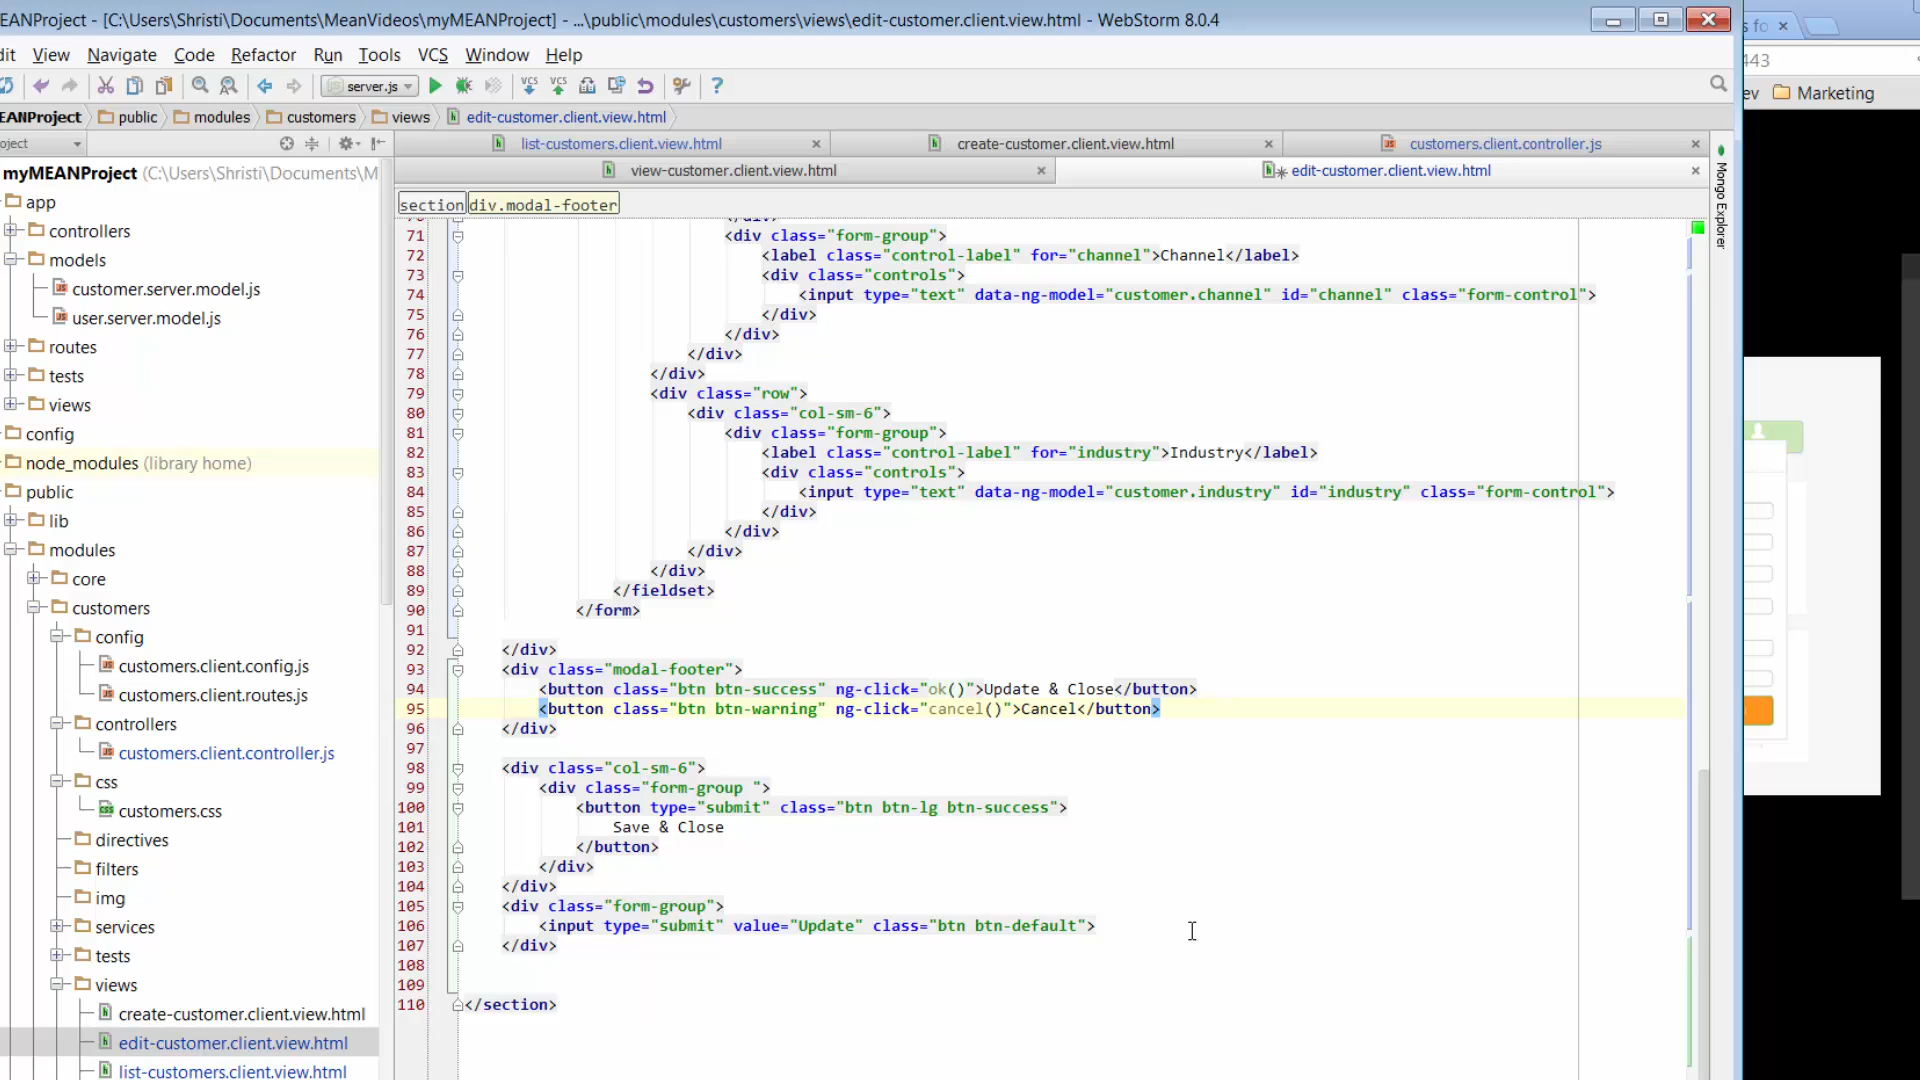 EANProject - [C:\Users\Shristi\Documents\MeanVideos\myMEANProject] - ...\public\modules\customers\views\edit-customer.client.view.html - WebStorm 8.0.4
dit View Navigate Code Refactor Run Tools VCS Window Help
server.js
VCS VCS
EANProject public modules customers views edit-customer.client.view.html
oject
list-customers.client.view.html create-customer.client.view.html customers.client.controller.js
view-customer.client.view.html edit-customer.client.view.html
section div.modal-footer
myMEANProject (C:\Users\Shristi\Documents\M
app
controllers
models
customer.server.model.js
user.server.model.js
routes
tests
views
config
node_modules (library home)
public
lib
modules
core
customers
config
customers.client.config.js
customers.client.routes.js
controllers
customers.client.controller.js
css
customers.css
directives
filters
img
services
tests
views
create-customer.client.view.html
edit-customer.client.view.html
list-customers.client.view.html
71 <div class="form-group">
72 <label class="control-label" for="channel">Channel</label>
73 <div class="controls">
74 <input type="text" data-ng-model="customer.channel" id="channel" class="form-control">
75 </div>
76 </div>
77 </div>
78 </div>
79 <div class="row">
80 <div class="col-sm-6">
81 <div class="form-group">
82 <label class="control-label" for="industry">Industry</label>
83 <div class="controls">
84 <input type="text" data-ng-model="customer.industry" id="industry" class="form-control">
85 </div>
86 </div>
87 </div>
88 </div>
89 </fieldset>
90 </form>
91
92 </div>
93 <div class="modal-footer">
94 <button class="btn btn-success" ng-click="ok()">Update & Close</button>
95 <button class="btn btn-warning" ng-click="cancel()">Cancel</button>
96 </div>
97
98 <div class="col-sm-6">
99 <div class="form-group ">
100 <button type="submit" class="btn btn-lg btn-success">
101 Save & Close
102 </button>
103 </div>
104 </div>
105 <div class="form-group">
106 <input type="submit" value="Update" class="btn btn-default">
107 </div>
108
109
110 </section>
Mongo Explorer
s fo
443
ev Marketing